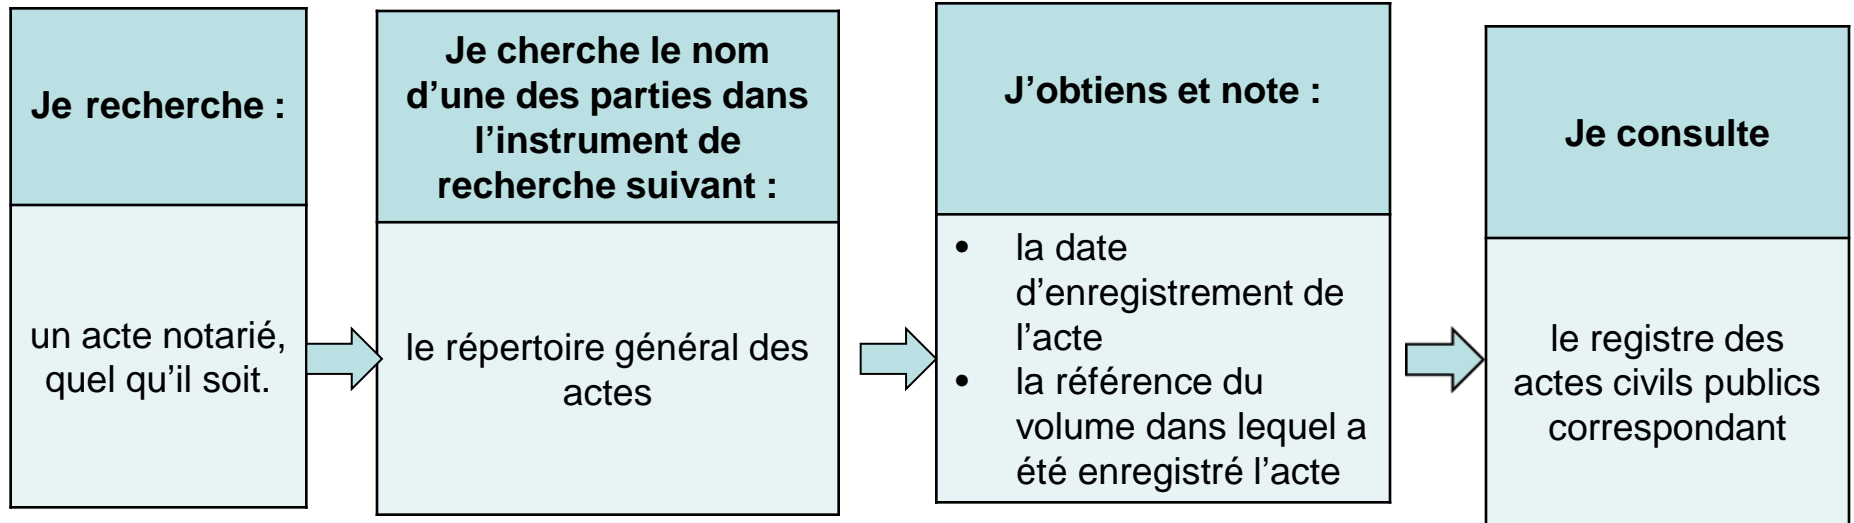 Je recherche :
un acte notarié,
quel qu'il soit.
Je cherche le nom
d’une des parties dans
l’instrument de
recherche suivant :
le répertoire général des
actes
J’obtiens et note :
• la date
d’enregistrement de
l’acte
• la référence du
volume dans lequel a
été enregistré l’acte
Je consulte
le registre des
actes civils publics
correspondant